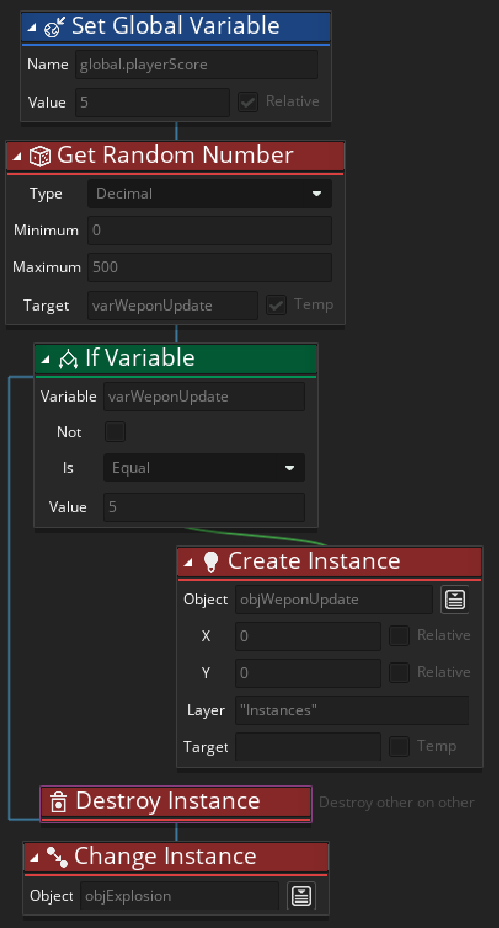 Set Global Variable
Name global.playerScore
Value 5 Relative
Get Random Number
Type Decimal
Minimum 0
Maximum 500
Target varWeponUpdate Temp
If Variable
Variable varWeponUpdate
Not
Is Equal
Value 5
Create Instance
Object objWeponUpdate
X 0 Relative
Y 0 Relative
Layer "Instances"
Target Temp
Destroy Instance Destroy other on other
Change Instance
Object objExplosion